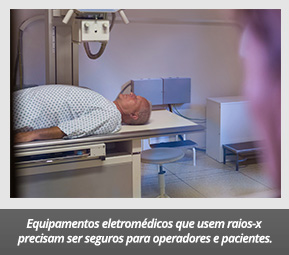 Equipamentos eletromédicos que usem raios-x
precisam ser seguros para operadores e pacientes.